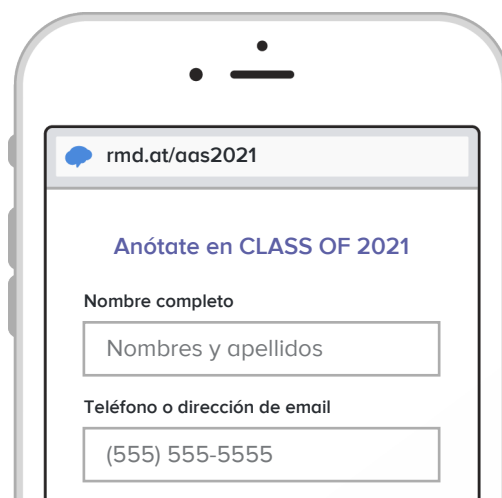 rmd.at/aas2021
Anótate en CLASS OF 2021
Nombre completo
Nombres y apellidos
Teléfono o dirección de email
(555) 555-5555